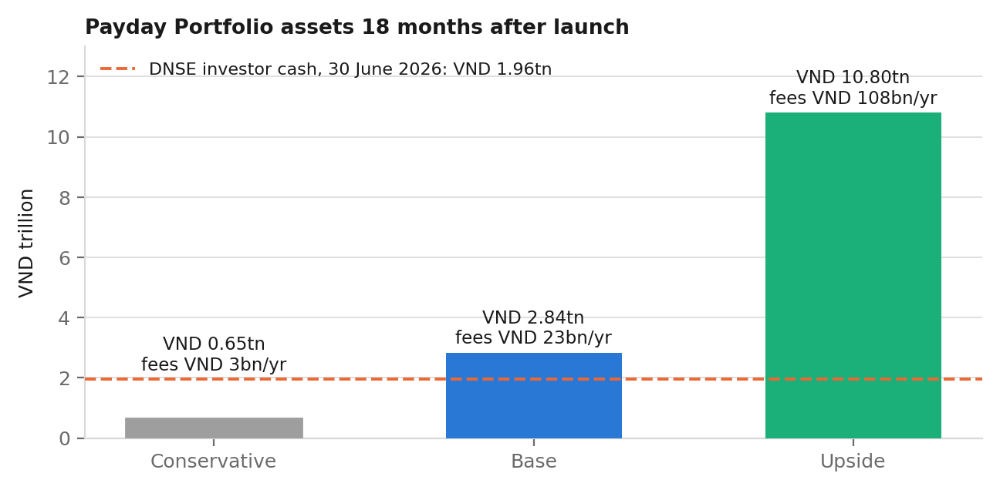 Payday Portfolio assets 18 months after launch
DNSE investor cash, 30 June 2026: VND 1.96tn
VND trillion
12
10
8
6
4
2
0
VND 10.80tn
fees VND 108bn/yr
VND 2.84tn
fees VND 23bn/yr
VND 0.65tn
fees VND 3bn/yr
Conservative
Base
Upside